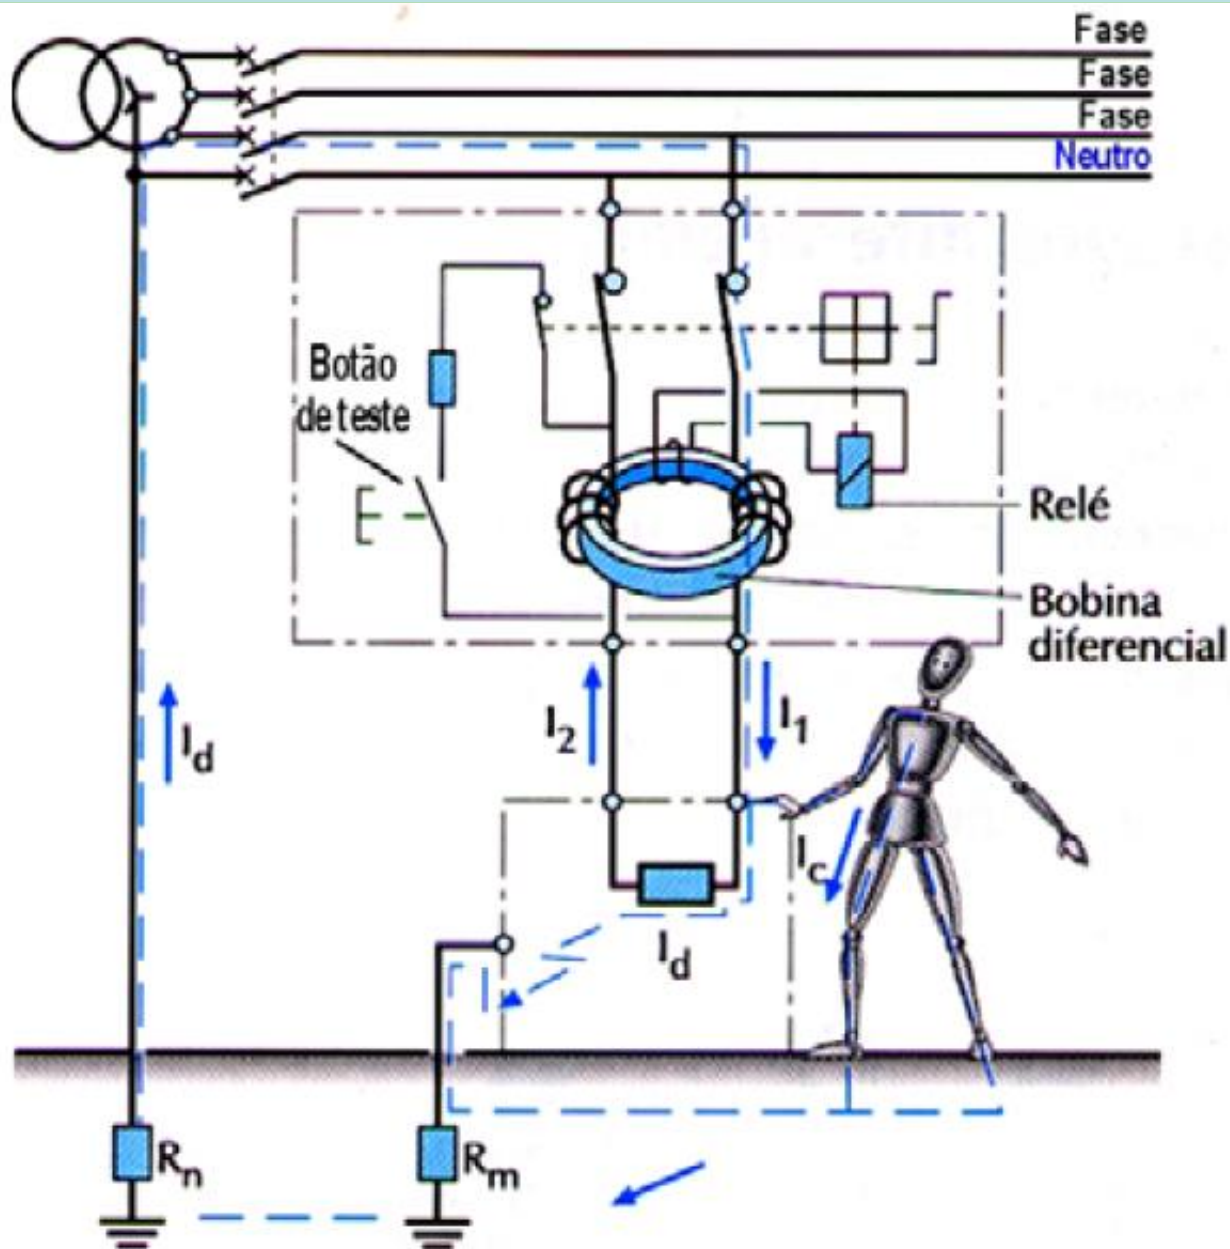 Fase
Fase
Fase
Neutro
Botão
de teste
Relé
Bobina
diferencial
I2
I1
Id
Ic
Id
Rn
Rm